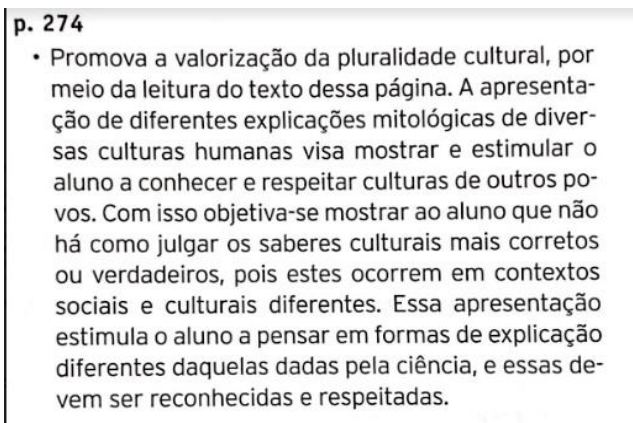 p. 274
• Promova a valorização da pluralidade cultural, por
meio da leitura do texto dessa página. A apresenta-
ção de diferentes explicações mitológicas de diver-
sas culturas humanas visa mostrar e estimular o
aluno a conhecer e respeitar culturas de outros po-
vos. Com isso objetiva-se mostrar ao aluno que não
há como julgar os saberes culturais mais corretos
ou verdadeiros, pois estes ocorrem em contextos
sociais e culturais diferentes. Essa apresentação
estimula o aluno a pensar em formas de explicação
diferentes daquelas dadas pela ciência, e essas de-
vem ser reconhecidas e respeitadas.